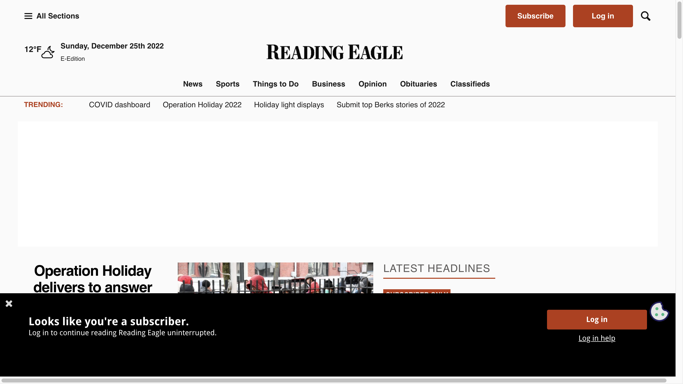 All Sections
Subscribe
Log in
12°F
Sunday, December 25th 2022
E-Edition
READING EAGLE
News Sports Things to Do Business Opinion Obituaries Classifieds
TRENDING: COVID dashboard Operation Holiday 2022 Holiday light displays Submit top Berks stories of 2022
Operation Holiday
delivers to answer
LATEST HEADLINES
Looks like you're a subscriber.
Log in to continue reading Reading Eagle uninterrupted.
Log in
Log in help